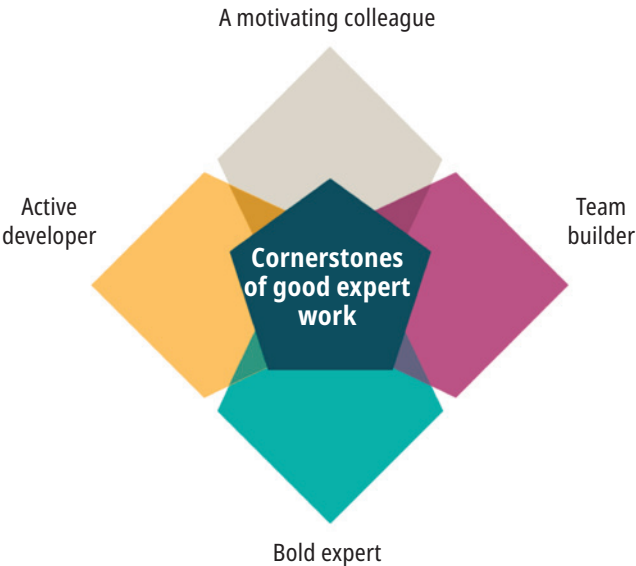 A motivating colleague
Active
developer
Team
builder
Cornerstones
of good expert
work
Bold expert